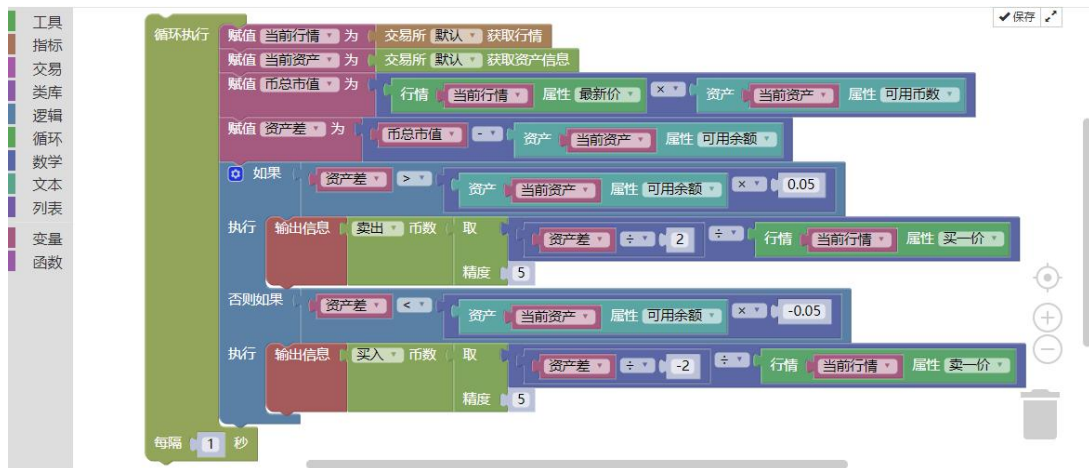 工具
指标
交易
类库
逻辑
循环
数学
文本
列表
变量
函数
保存
循环执行 赋值 当前行情 为 交易所 默认 获取行情
赋值 当前资产 为 交易所 默认 获取资产信息
赋值 币总市值 为 行情 当前行情 属性 最新价 × 资产 当前资产 属性 可用币数
赋值 资产差 为 币总市值 - 资产 当前资产 属性 可用余额
如果 资产差 > 资产 当前资产 属性 可用余额 × 0.05
执行 输出信息 卖出 币数 取 资产差 ÷ 2 ÷ 行情 当前行情 属性 买一价
精度 5
否则如果 资产差 < 资产 当前资产 属性 可用余额 × -0.05
执行 输出信息 买入 币数 取 资产差 ÷ -2 ÷ 行情 当前行情 属性 卖一价
精度 5
每隔 1 秒